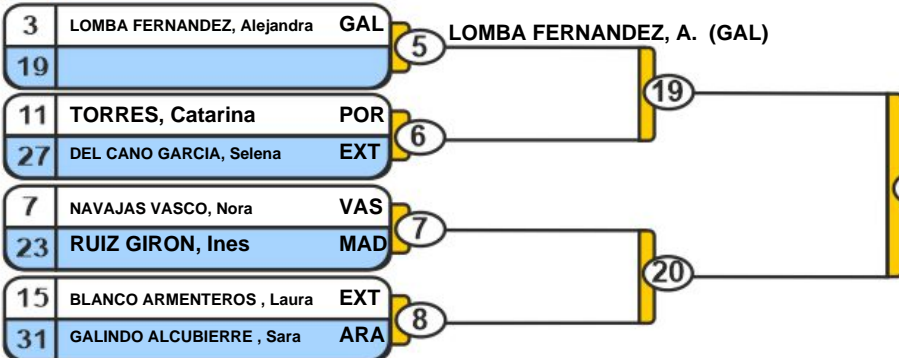 3 LOMBA FERNANDEZ, Alejandra GAL
19
5 LOMBA FERNANDEZ, A. (GAL)
19
11 TORRES, Catarina POR
27 DEL CANO GARCIA, Selena EXT
6
7 NAVAJAS VASCO, Nora VAS
23 RUIZ GIRON, Ines MAD
7
20
15 BLANCO ARMENTEROS , Laura EXT
31 GALINDO ALCUBIERRE , Sara ARA
8